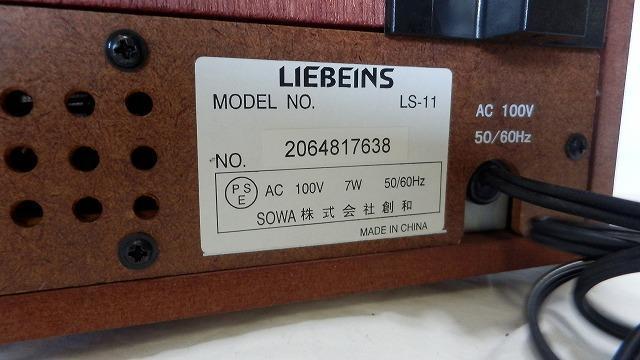 LIEBEINS
MODEL NO. LS-11
NO. 2064817638
PSE AC 100V 7W 50/60Hz
SOWA 株式会社創和
MADE IN CHINA
AC 100V
50/60Hz